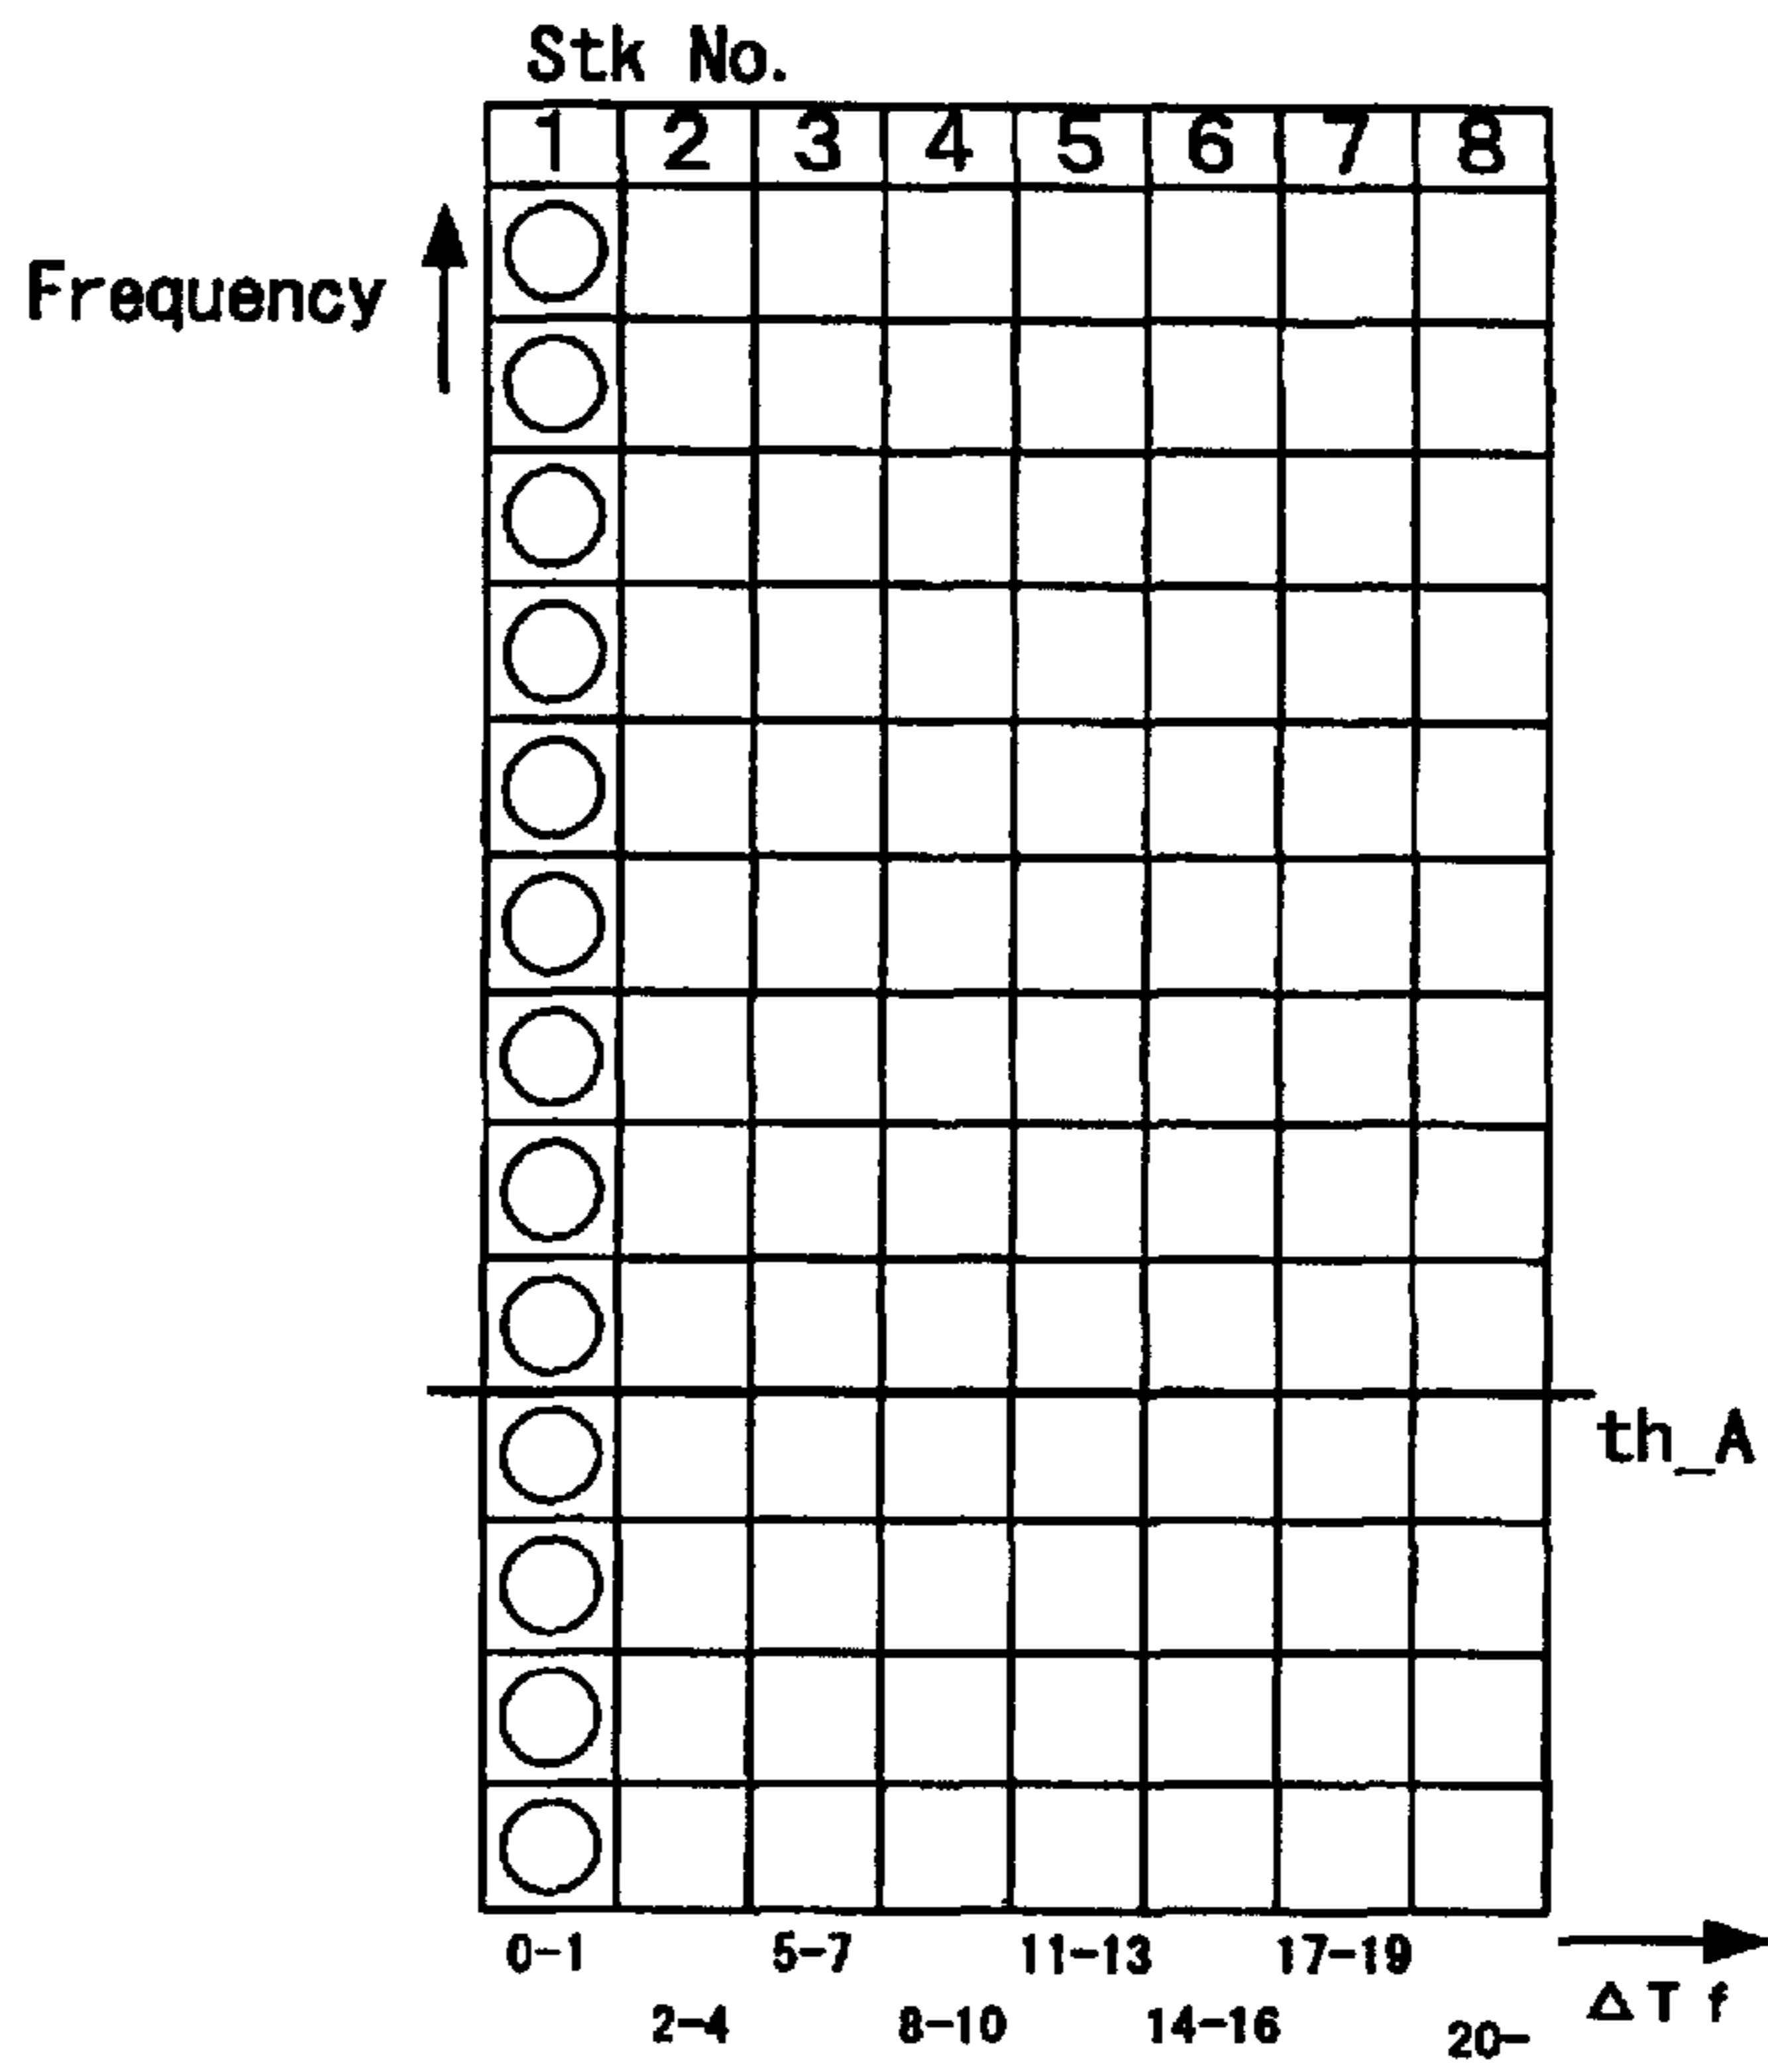 Stk No.
1 2 3 4 5 6 7 8
Frequency
th_A
0-1 5-7 11-13 17-19
2-4 8-10 14-16 20-
ΔTf